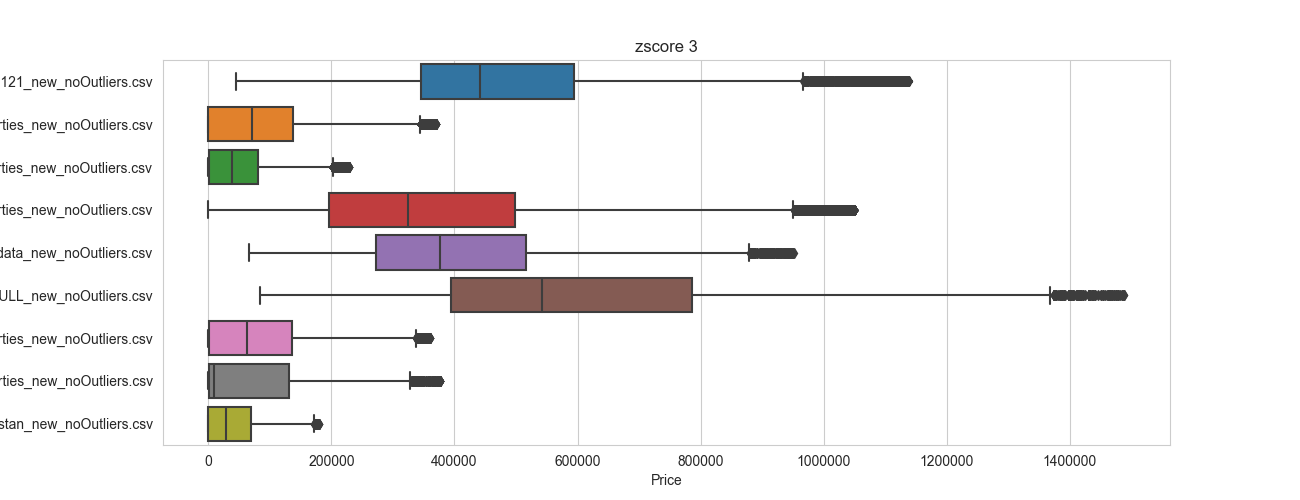 zscore 3
121_new_noOutliers.csv
rties_new_noOutliers.csv
rties_new_noOutliers.csv
rties_new_noOutliers.csv
data_new_noOutliers.csv
ULL_new_noOutliers.csv
rties_new_noOutliers.csv
rties_new_noOutliers.csv
stan_new_noOutliers.csv
0 200000 400000 600000 800000 1000000 1200000 1400000
Price